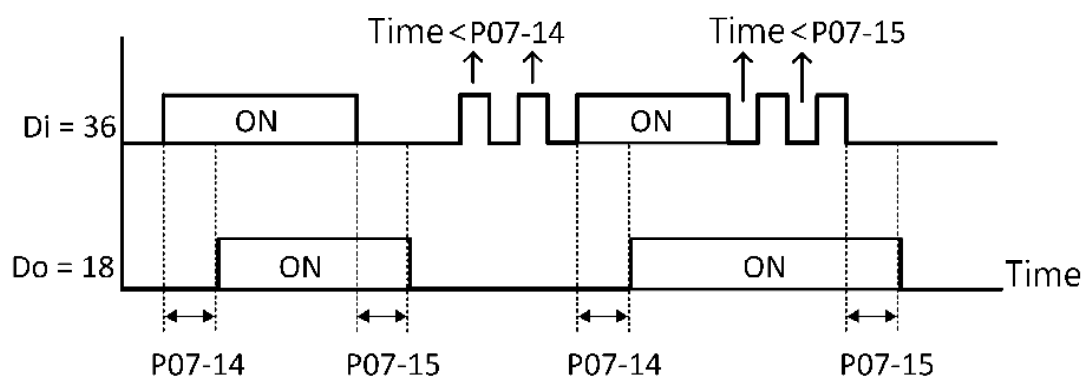 Time<P07-14 Time<P07-15
Di = 36 ON ON
Do = 18 ON ON Time
P07-14 P07-15 P07-14 P07-15